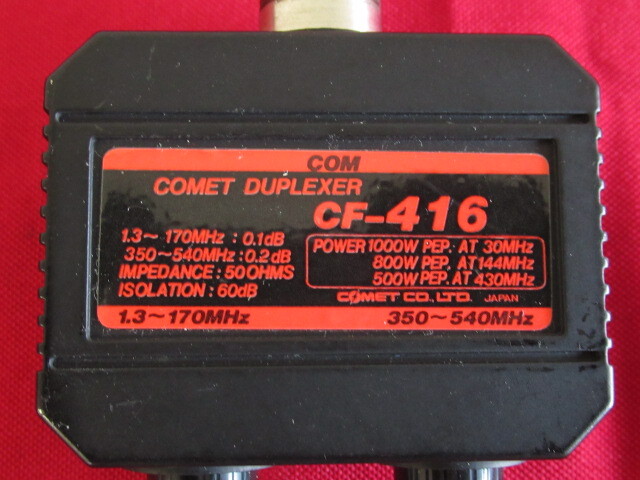 COM
COMET DUPLEXER
CF-416
1.3~170MHz : 0.1dB
350~540MHz : 0.2dB
IMPEDANCE : 50OHMS
ISOLATION : 60dB
POWER 1000W PEP. AT 30MHz
800W PEP. AT 144MHz
500W PEP. AT 430MHz
COMET CO., LTD. JAPAN
1.3~170MHz 350~540MHz